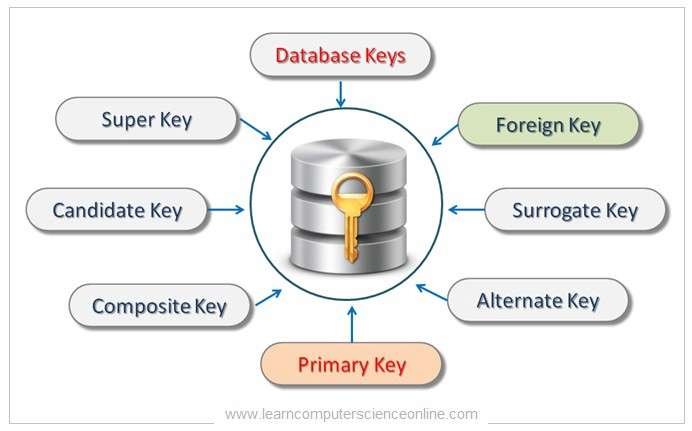 Database Keys
Super Key
Foreign Key
Candidate Key
Surrogate Key
Composite Key
Alternate Key
Primary Key
www.learncomputerscienceonline.com